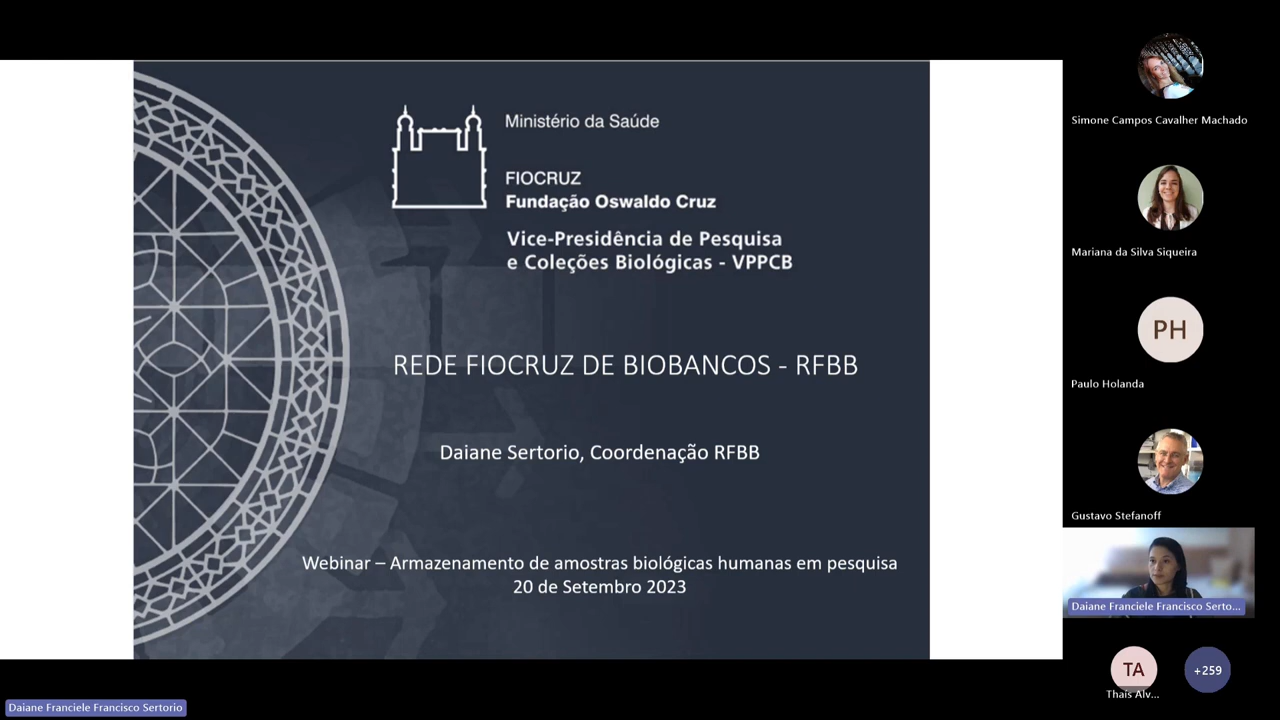 Ministério da Saúde
FIOCRUZ
Fundação Oswaldo Cruz
Vice-Presidência de Pesquisa
e Coleções Biológicas - VPPCB
REDE FIOCRUZ DE BIOBANCOS - RFBB
Daiane Sertorio, Coordenação RFBB
Webinar – Armazenamento de amostras biológicas humanas em pesquisa
20 de Setembro 2023
Simone Campos Cavalher Machado
Mariana da Silva Siqueira
PH
Paulo Holanda
Gustavo Stefanoff
Daiane Franciele Francisco Serto...
TA
Thaís Alv...
+259
Daiane Franciele Francisco Sertorio